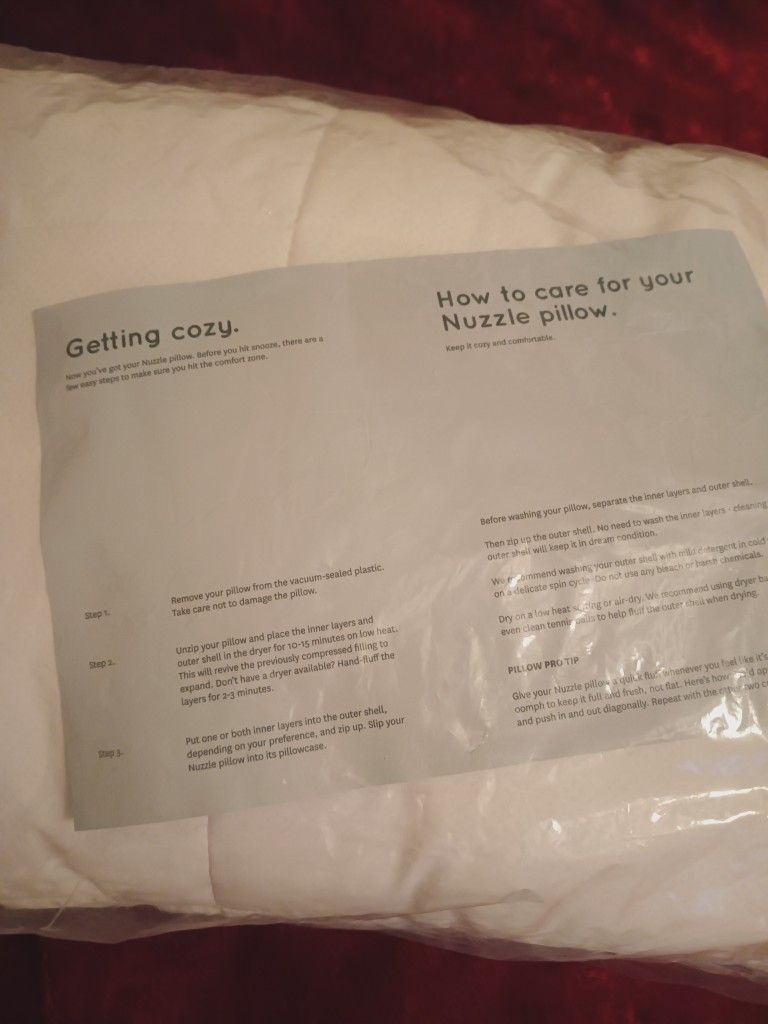 Getting cozy.
Now you've got your Nuzzle pillow. Before you hit snooze, there are a
few easy steps to make sure you hit the comfort zone.
Step 1.
Remove your pillow from the vacuum-sealed plastic.
Take care not to damage the pillow.
Step 2.
Unzip your pillow and place the inner layers and
outer shell in the dryer for 10-15 minutes on low heat.
This will revive the previously compressed filling to
expand. Don't have a dryer available? Hand-fluff the
layers for 2-3 minutes.
Step 3.
Put one or both inner layers into the outer shell,
depending on your preference, and zip up. Slip your
Nuzzle pillow into its pillowcase.
How to care for your
Nuzzle pillow.
Keep it cozy and comfortable.
Before washing your pillow, separate the inner layers and outer shell.
Then zip up the outer shell. No need to wash the inner layers - cleaning
outer shell will keep it in dream condition.
We recommend washing your outer shell with mild detergent in cold
on a delicate spin cycle. Do not use any bleach or harsh chemicals.
Dry on a low heat setting or air-dry. We recommend using dryer ba
even clean tennis balls to help fluff the outer shell when drying.
PILLOW PRO TIP
Give your Nuzzle pillow a quick fluff whenever you feel like it's
oomph to keep it full and fresh, not flat. Here's how: op
and push in and out diagonally. Repeat with the other two co